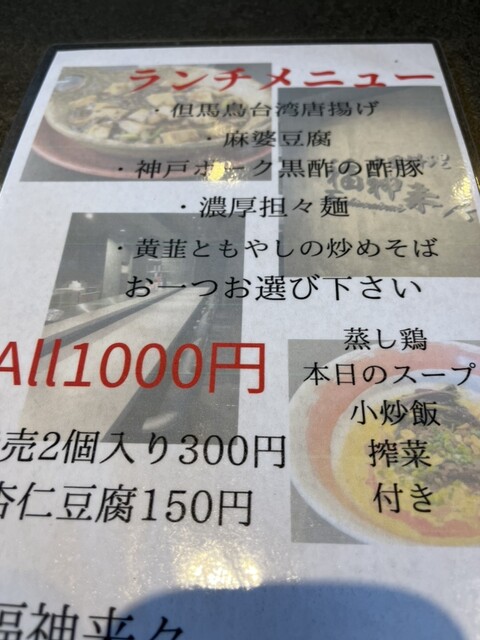 ランチメニュー
・但馬鳥台湾唐揚げ
・麻婆豆腐
・神戸ポーク黒酢の酢豚
・濃厚担々麺
・黄韮ともやしの炒めそば
お一つお選び下さい
All1000円
蒸し鶏
本日のスープ
小炒飯
搾菜
付き
売2個入り300円
杏仁豆腐150円
福神来々